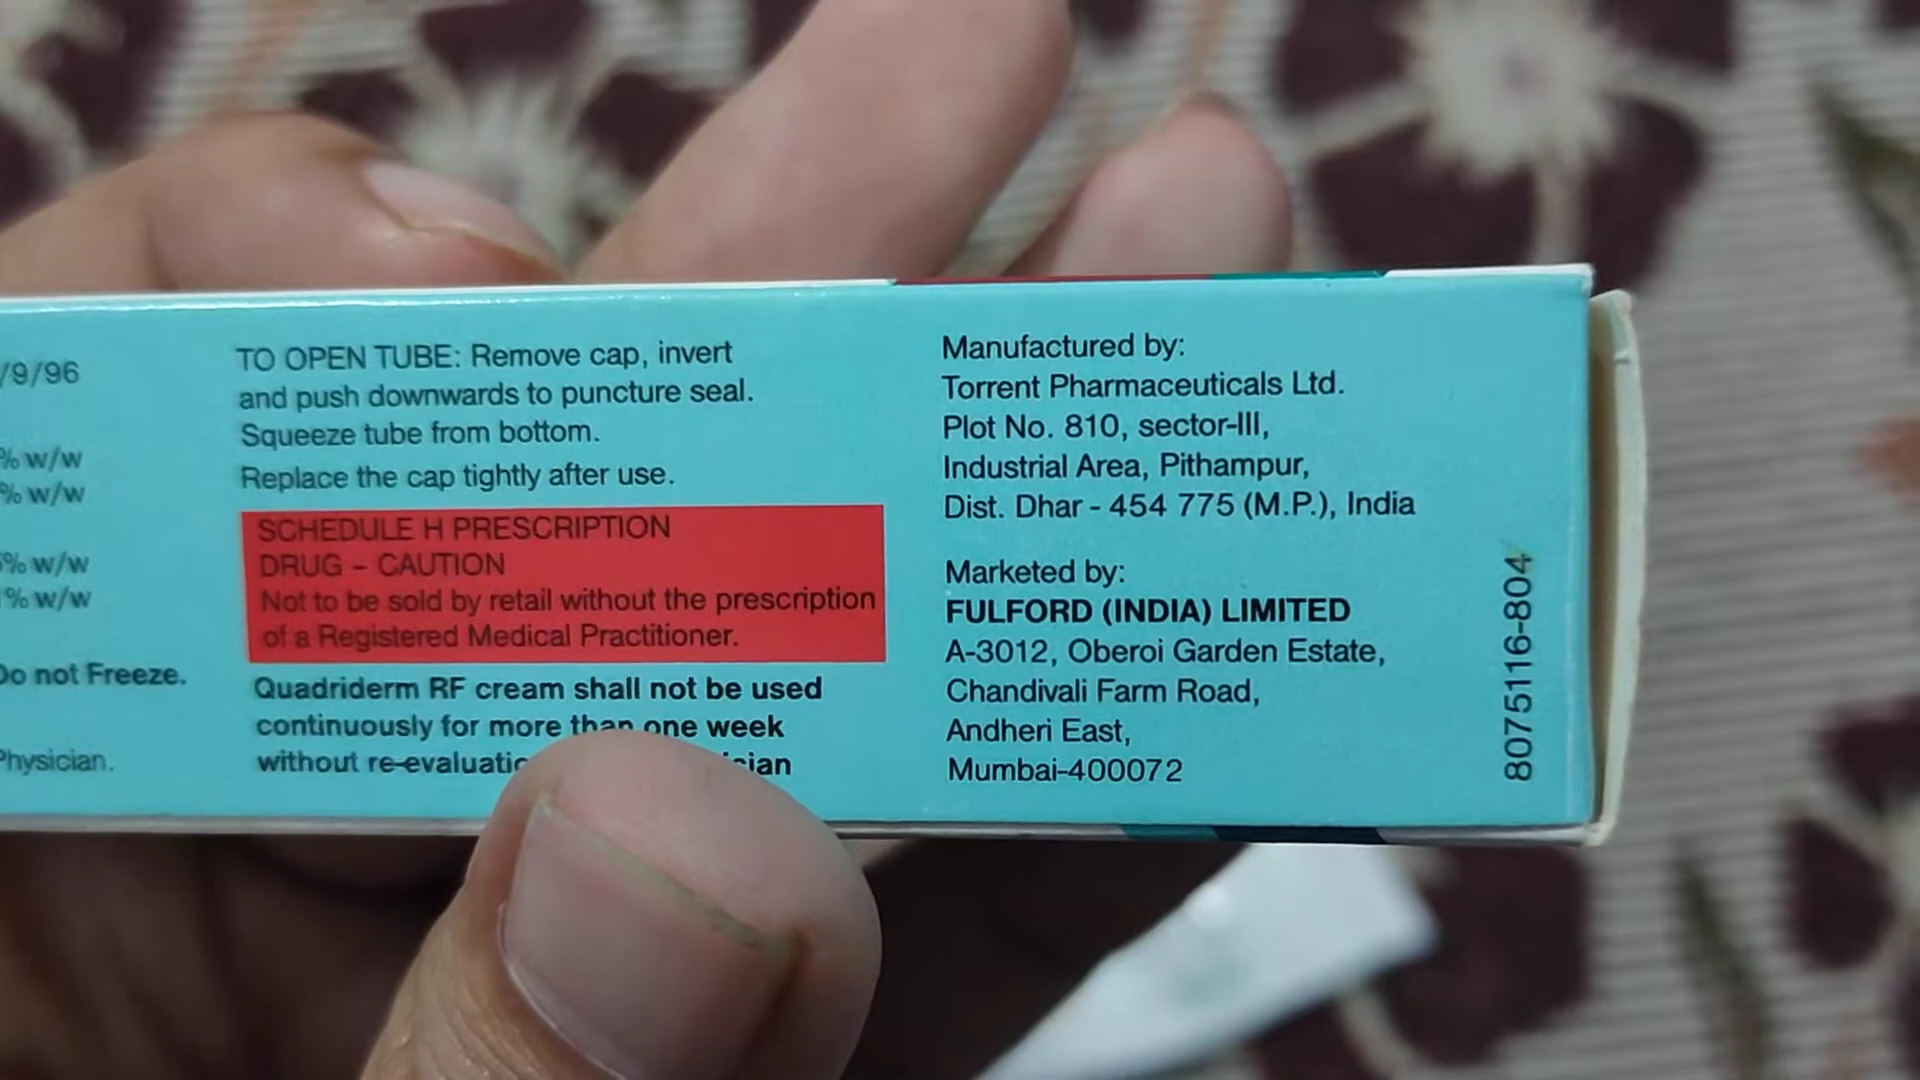 /9/96
% w/w
% w/w
% w/w
% w/w
Do not Freeze.
Physician.
TO OPEN TUBE: Remove cap, invert
and push downwards to puncture seal.
Squeeze tube from bottom.
Replace the cap tightly after use.
SCHEDULE H PRESCRIPTION
DRUG – CAUTION
Not to be sold by retail without the prescription
of a Registered Medical Practitioner.
Quadriderm RF cream shall not be used
continuously for more than one week
without
Manufactured by:
Torrent Pharmaceuticals Ltd.
Plot No. 810, sector-III,
Industrial Area, Pithampur,
Dist. Dhar - 454 775 (M.P.), India
Marketed by:
FULFORD (INDIA) LIMITED
A-3012, Oberoi Garden Estate,
Chandivali Farm Road,
Andheri East,
Mumbai-400072
8075116-804